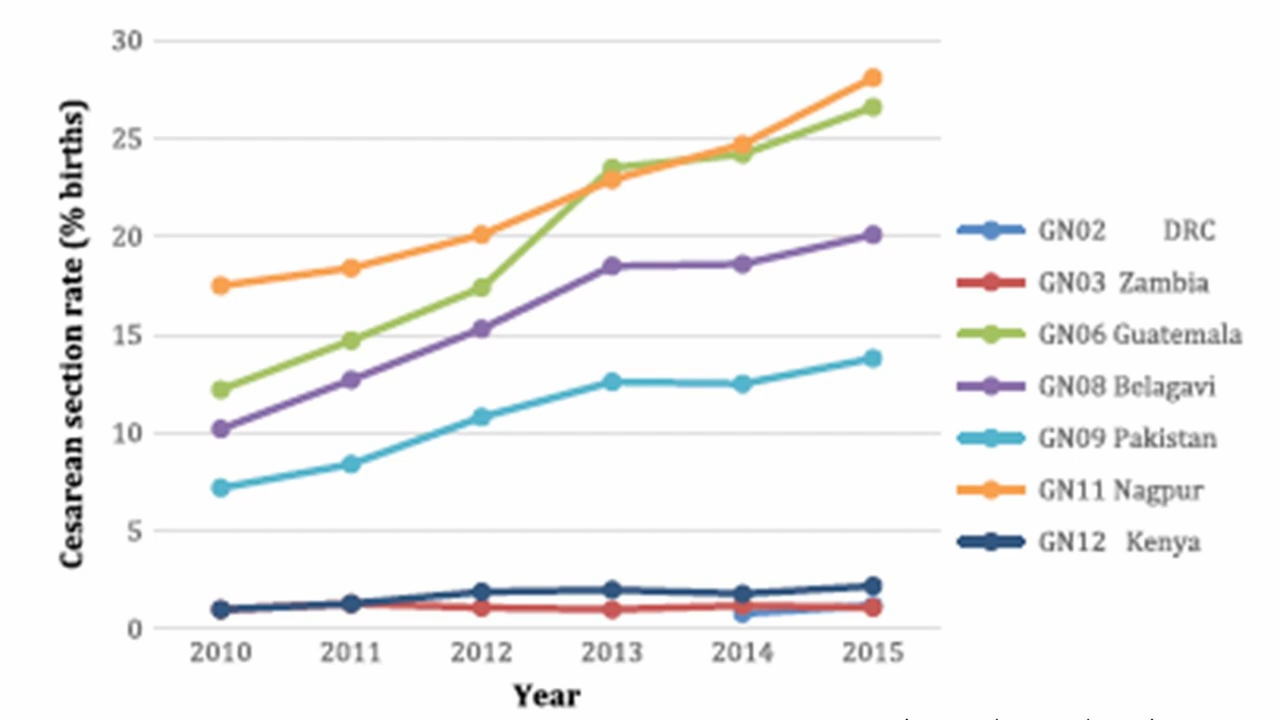 Cesarean section rate (% births)
30
25
20
15
10
5
0
2010 2011 2012 2013 2014 2015
Year
GN02 DRC
GN03 Zambia
GN06 Guatemala
GN08 Belagavi
GN09 Pakistan
GN11 Nagpur
GN12 Kenya